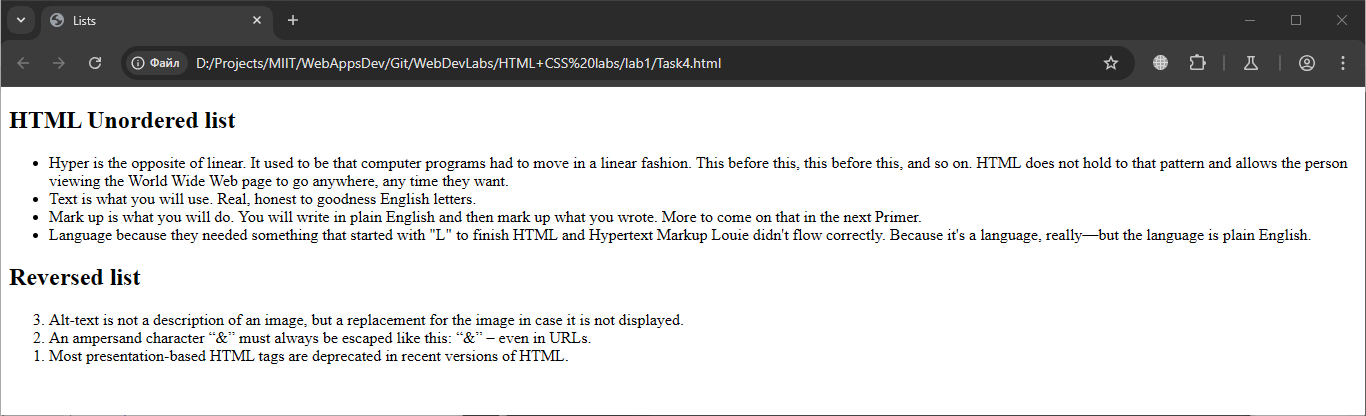 Lists
Файл D:/Projects/MIIT/WebAppsDev/Git/WebDevLabs/HTML+CSS%20labs/lab1/Task4.html
HTML Unordered list
• Hyper is the opposite of linear. It used to be that computer programs had to move in a linear fashion. This before this, this before this, and so on. HTML does not hold to that pattern and allows the person
viewing the World Wide Web page to go anywhere, any time they want.
• Text is what you will use. Real, honest to goodness English letters.
• Mark up is what you will do. You will write in plain English and then mark up what you wrote. More to come on that in the next Primer.
• Language because they needed something that started with "L" to finish HTML and Hypertext Markup Louie didn't flow correctly. Because it's a language, really—but the language is plain English.
Reversed list
3. Alt-text is not a description of an image, but a replacement for the image in case it is not displayed.
2. An ampersand character “&” must always be escaped like this: “&” – even in URLs.
1. Most presentation-based HTML tags are deprecated in recent versions of HTML.